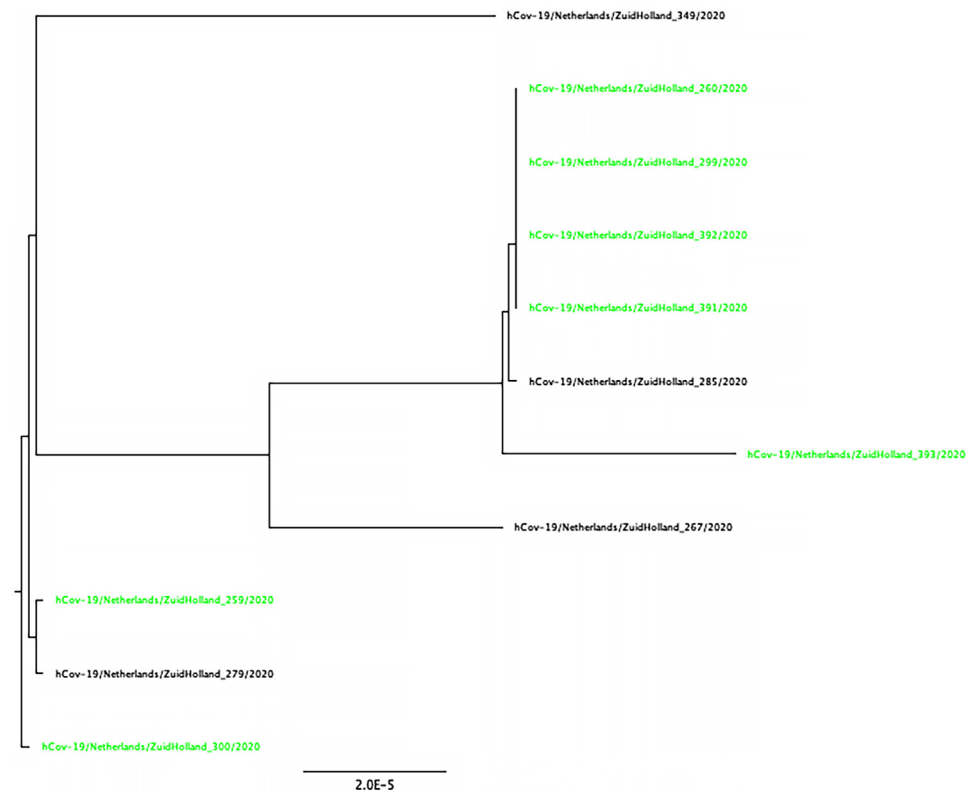 hCov-19/Netherlands/ZuidHolland_349/2020
hCov-19/Netherlands/ZuidHolland_260/2020
hCov-19/Netherlands/ZuidHolland_299/2020
hCov-19/Netherlands/ZuidHolland_392/2020
hCov-19/Netherlands/ZuidHolland_391/2020
hCov-19/Netherlands/ZuidHolland_285/2020
hCov-19/Netherlands/ZuidHolland_393/2020
hCov-19/Netherlands/ZuidHolland_267/2020
hCov-19/Netherlands/ZuidHolland_259/2020
hCov-19/Netherlands/ZuidHolland_279/2020
hCov-19/Netherlands/ZuidHolland_300/2020
2.0E-5